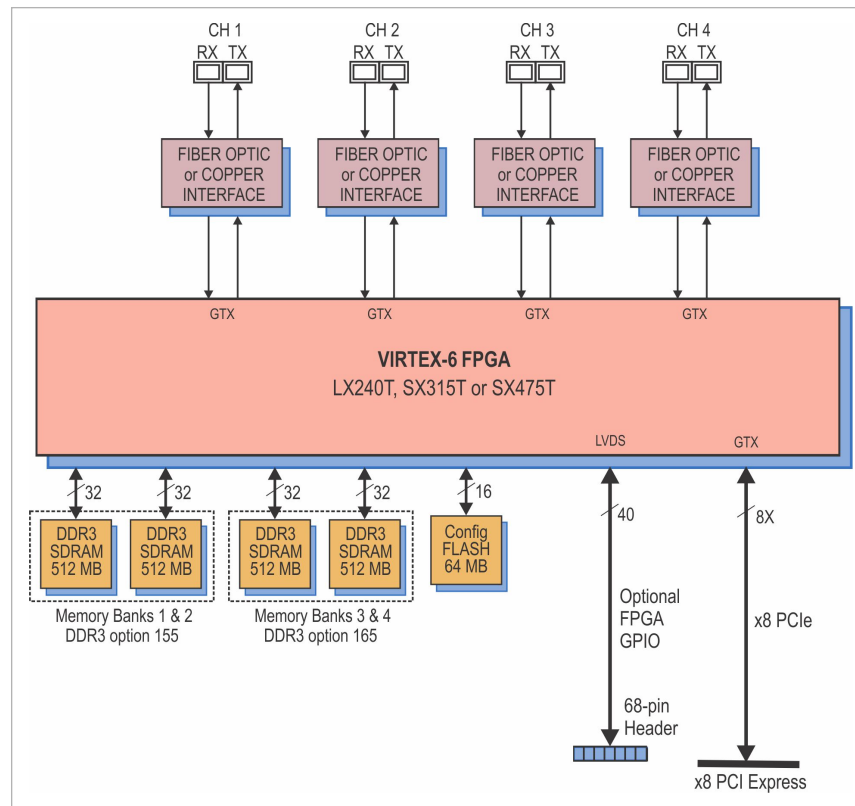 CH 1
CH 2
CH 3
CH 4
RX TX
RX TX
RX TX
RX TX
FIBER OPTIC
or COPPER
INTERFACE
FIBER OPTIC
or COPPER
INTERFACE
FIBER OPTIC
or COPPER
INTERFACE
FIBER OPTIC
or COPPER
INTERFACE
GTX
GTX
GTX
GTX
VIRTEX-6 FPGA
LX240T, SX315T or SX475T
LVDS
GTX
32
32
32
32
16
40
8X
DDR3
SDRAM
512 MB
DDR3
SDRAM
512 MB
DDR3
SDRAM
512 MB
DDR3
SDRAM
512 MB
Config
FLASH
64 MB
Memory Banks 1 & 2
DDR3 option 155
Memory Banks 3 & 4
DDR3 option 165
Optional
FPGA
GPIO
x8 PCIe
68-pin
Header
x8 PCI Express